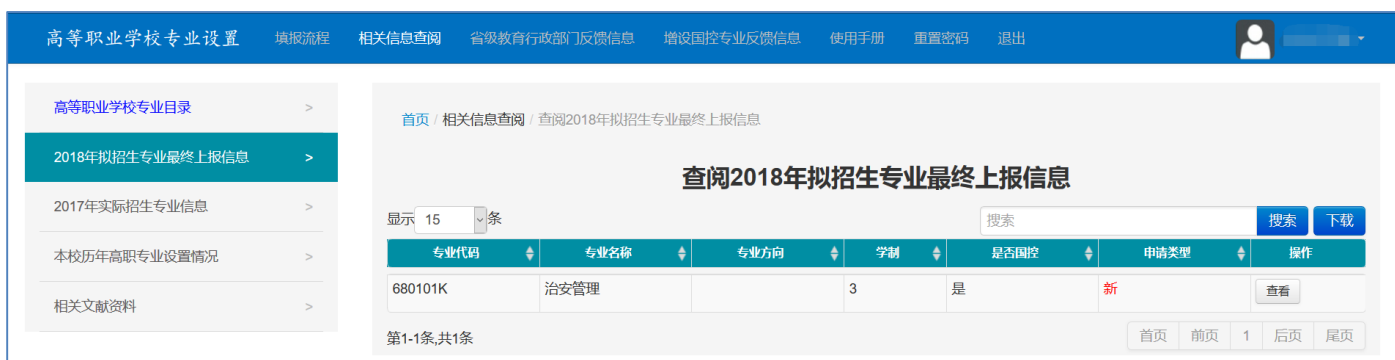 高等职业学校专业设置 填报流程 相关信息查阅 省级教育行政部门反馈信息 增设国控专业反馈信息 使用手册 重置密码 退出
高等职业学校专业目录 >
2018年拟招生专业最终上报信息 >
2017年实际招生专业信息 >
本校历年高职专业设置情况 >
相关文献资料 >
首页 / 相关信息查阅 / 查阅2018年拟招生专业最终上报信息
查阅2018年拟招生专业最终上报信息
显示 15 条 搜索 搜索 下载
专业代码 专业名称 专业方向 学制 是否国控 申请类型 操作
680101K 治安管理 3 是 新 查看
第1-1条,共1条 首页 前页 1 后页 尾页